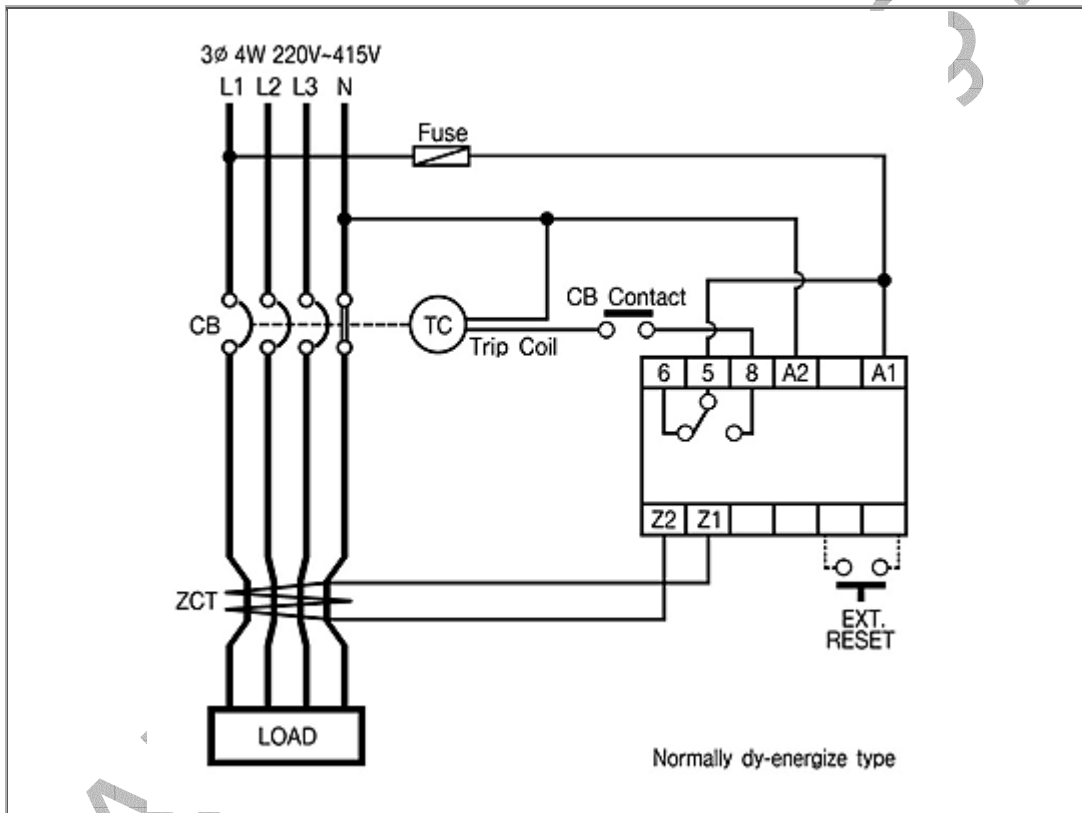 3Ø 4W 220V~415V
L1 L2 L3 N
Fuse
CB Contact
CB
TC
Trip Coil
6 5 8 A2 A1
Z2 Z1
ZCT
EXT.
RESET
LOAD
Normally dy-energize type